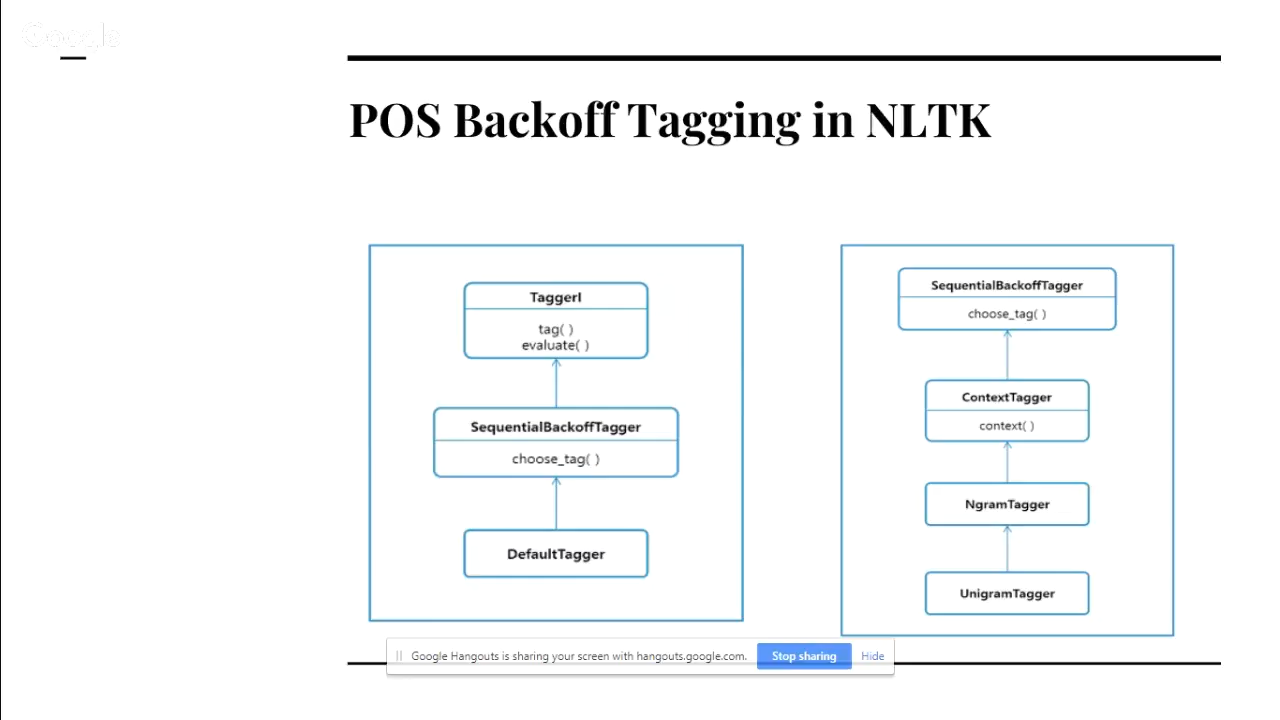 POS Backoff Tagging in NLTK
TaggerI
tag( )
evaluate( )
SequentialBackoffTagger
choose_tag( )
DefaultTagger
SequentialBackoffTagger
choose_tag( )
ContextTagger
context( )
NgramTagger
UnigramTagger
Google Hangouts is sharing your screen with hangouts.google.com.
Stop sharing
Hide